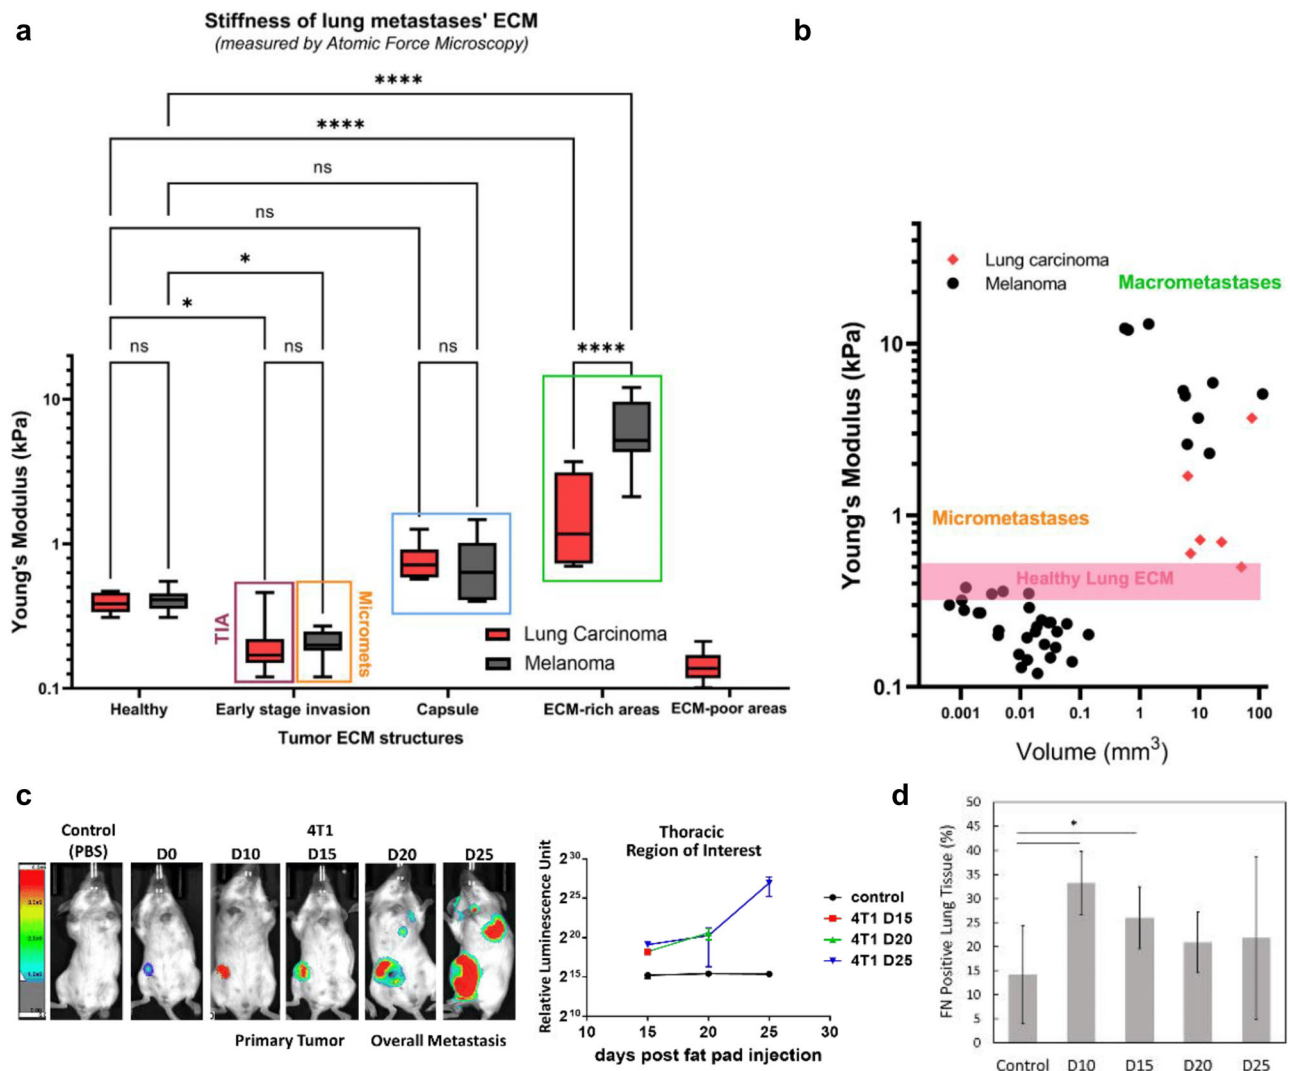 a
Stiffness of lung metastases' ECM
(measured by Atomic Force Microscopy)
****
****
ns
ns
*
*
ns
ns
ns
****
Young's Modulus (kPa)
10
1
0.1
TIA
Micromets
Lung Carcinoma
Melanoma
Healthy
Early stage invasion
Capsule
ECM-rich areas
ECM-poor areas
Tumor ECM structures
b
Lung carcinoma
Melanoma
Macrometastases
Micrometastases
Healthy Lung ECM
Young's Modulus (kPa)
10
1
0.1
0.001
0.01
0.1
1
10
100
Volume (mm3)
c
Control
(PBS)
4T1
D0
D10
D15
D20
D25
Primary Tumor
Overall Metastasis
Thoracic
Region of Interest
Relative Luminescence Unit
2^30
2^25
2^20
2^15
2^10
10
15
20
25
30
days post fat pad injection
control
4T1 D15
4T1 D20
4T1 D25
d
FN Positive Lung Tissue (%)
50
45
40
35
30
25
20
15
10
5
0
*
Control
D10
D15
D20
D25